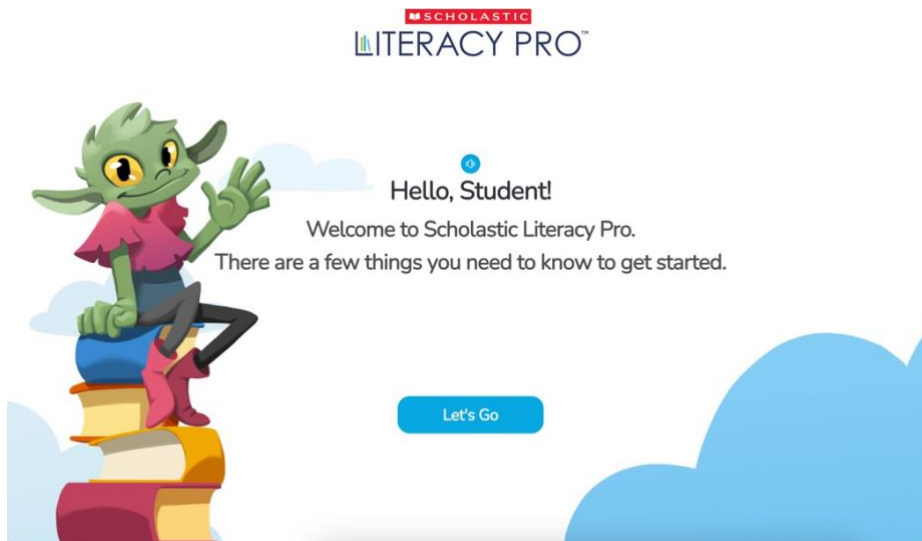 SCHOLASTIC
LITERACY PRO™
Hello, Student!
Welcome to Scholastic Literacy Pro.
There are a few things you need to know to get started.
Let's Go